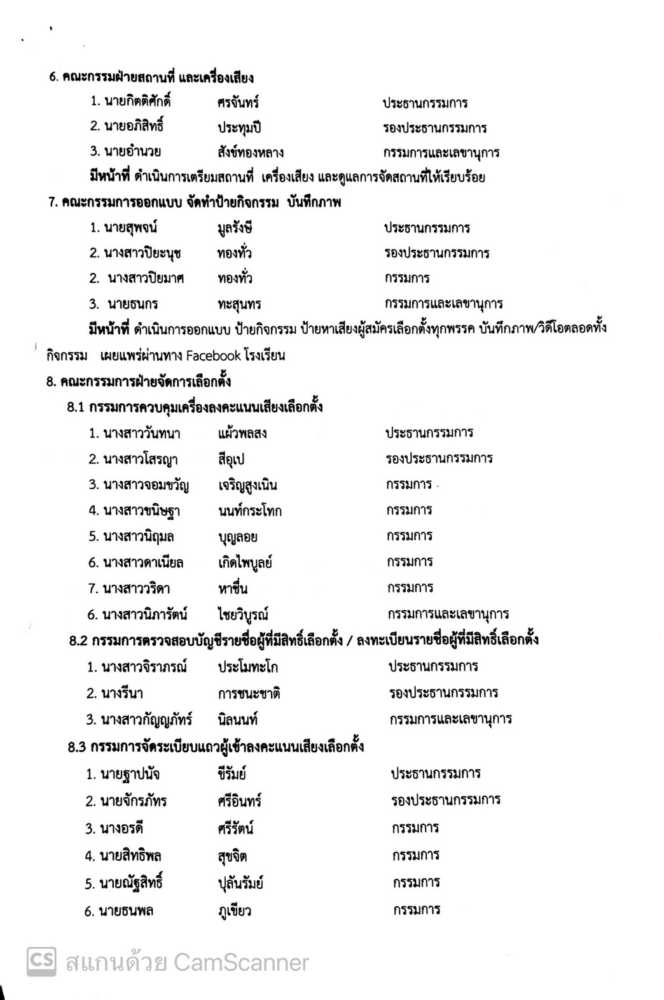 6. คณะกรรมฝ่ายสถานที่ และเครื่องเสียง
1. นายกิตติศักดิ์ ศรจันทร์ ประธานกรรมการ
2. นายอภิสิทธิ์ ประทุมปี รองประธานกรรมการ
3. นายอำนวย สังข์ทองหลาง กรรมการและเลขานุการ
มีหน้าที่ ดำเนินการเตรียมสถานที่ เครื่องเสียง และดูแลการจัดสถานที่ให้เรียบร้อย
7. คณะกรรมการออกแบบ จัดทำป้ายกิจกรรม บันทึกภาพ
1. นายสุพจน์ มูลรังษี ประธานกรรมการ
2. นางสาวปิยะนุช ทองทั่ว รองประธานกรรมการ
2. นางสาวปิยมาศ ทองทั่ว กรรมการ
3. นายธนกร ทะสุนทร กรรมการและเลขานุการ
มีหน้าที่ ดำเนินการออกแบบ ป้ายกิจกรรม ป้ายหาเสียงผู้สมัครเลือกตั้งทุกพรรค บันทึกภาพ/วิดีโอตลอดทั้ง
กิจกรรม เผยแพร่ผ่านทาง Facebook โรงเรียน
8. คณะกรรมการฝ่ายจัดการเลือกตั้ง
8.1 กรรมการควบคุมเครื่องลงคะแนนเสียงเลือกตั้ง
1. นางสาววันทนา แผ้วพลสง ประธานกรรมการ
2. นางสาวโสรญา สีอุเป รองประธานกรรมการ
3. นางสาวจอมขวัญ เจริญสูงเนิน กรรมการ
4. นางสาวขนิษฐา นนท์กระโทก กรรมการ
5. นางสาวนิฤมล บุญลอย กรรมการ
6. นางสาวดาเนียล เกิดไพบูลย์ กรรมการ
7. นางสาววริดา หาชื่น กรรมการ
6. นางสาวนิภารัตน์ ไชยวิบูรณ์ กรรมการและเลขานุการ
8.2 กรรมการตรวจสอบบัญชีรายชื่อผู้ที่มีสิทธิ์เลือกตั้ง / ลงทะเบียนรายชื่อผู้ที่มีสิทธิ์เลือกตั้ง
1. นางสาวจิราภรณ์ ประโมทะโก ประธานกรรมการ
2. นางรีนา การชนะชาติ รองประธานกรรมการ
3. นางสาวกัญญภัทร์ นิลนนท์ กรรมการและเลขานุการ
8.3 กรรมการจัดระเบียบแถวผู้เข้าลงคะแนนเสียงเลือกตั้ง
1. นายฐาปนัจ ขีรัมย์ ประธานกรรมการ
2. นายจักรภัทร ศรีอินทร์ รองประธานกรรมการ
3. นางอรดี ศรีรัตน์ กรรมการ
4. นายสิทธิพล สุขจิต กรรมการ
5. นายณัฐสิทธิ์ ปุลันรัมย์ กรรมการ
6. นายธนพล ภูเขียว กรรมการ
CS สแกนด้วย CamScanner